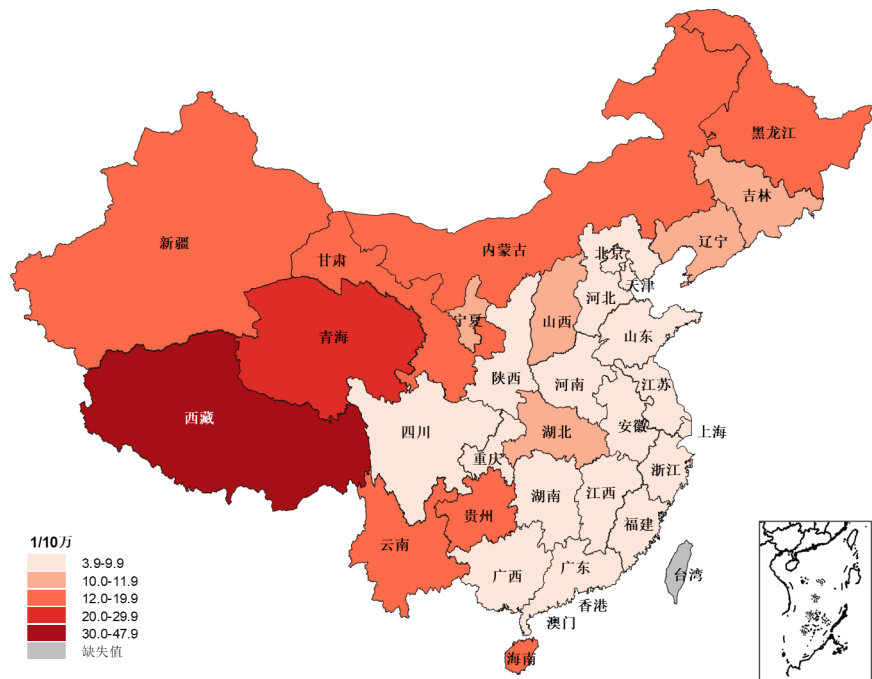 黑龙江
吉林
辽宁
新疆
甘肃
内蒙古
北京
天津
河北
宁夏
山西
山东
青海
陕西
河南
江苏
西藏
四川
湖北
安徽
上海
重庆
浙江
湖南
江西
贵州
福建
云南
广西
广东
台湾
香港
澳门
海南
1/10万
3.9-9.9
10.0-11.9
12.0-19.9
20.0-29.9
30.0-47.9
缺失值